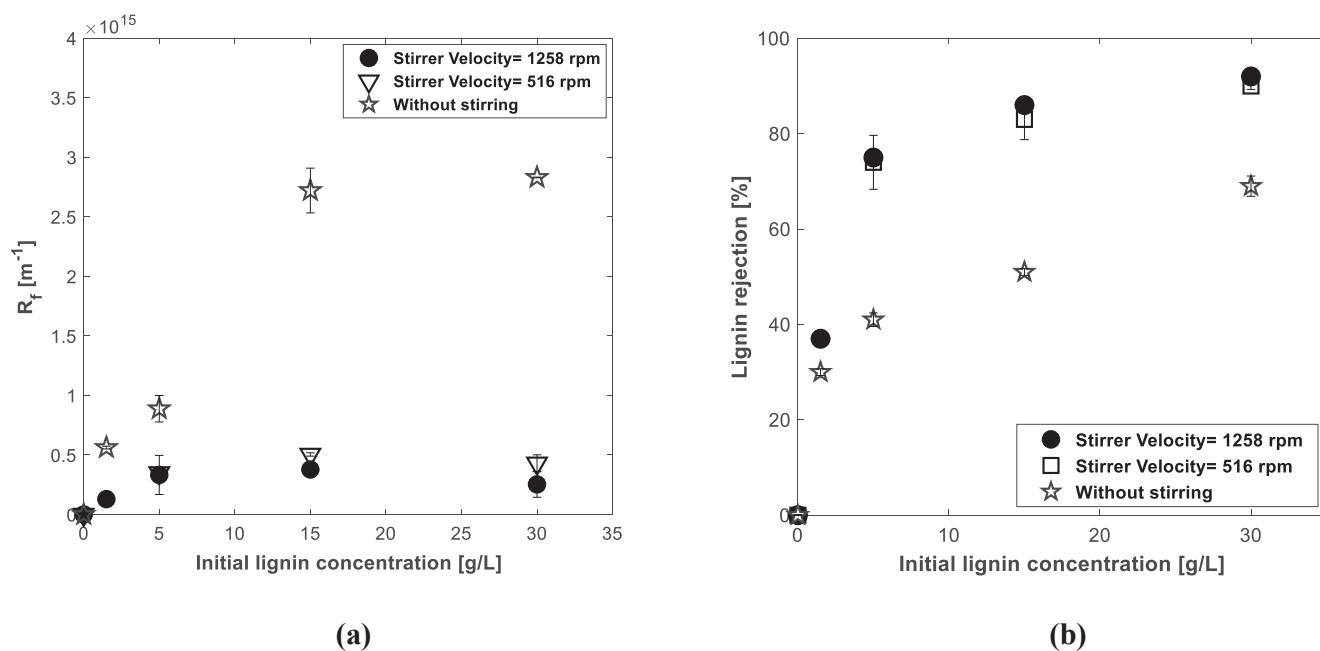 ×10^15
4
3.5
3
2.5
2
1.5
1
0.5
0
0 5 10 15 20 25 30 35
R_f [m^-1]
Initial lignin concentration [g/L]
Stirrer Velocity= 1258 rpm
Stirrer Velocity= 516 rpm
Without stirring
(a)
100
80
60
40
20
0
0 10 20 30
Lignin rejection [%]
Initial lignin concentration [g/L]
Stirrer Velocity= 1258 rpm
Stirrer Velocity= 516 rpm
Without stirring
(b)